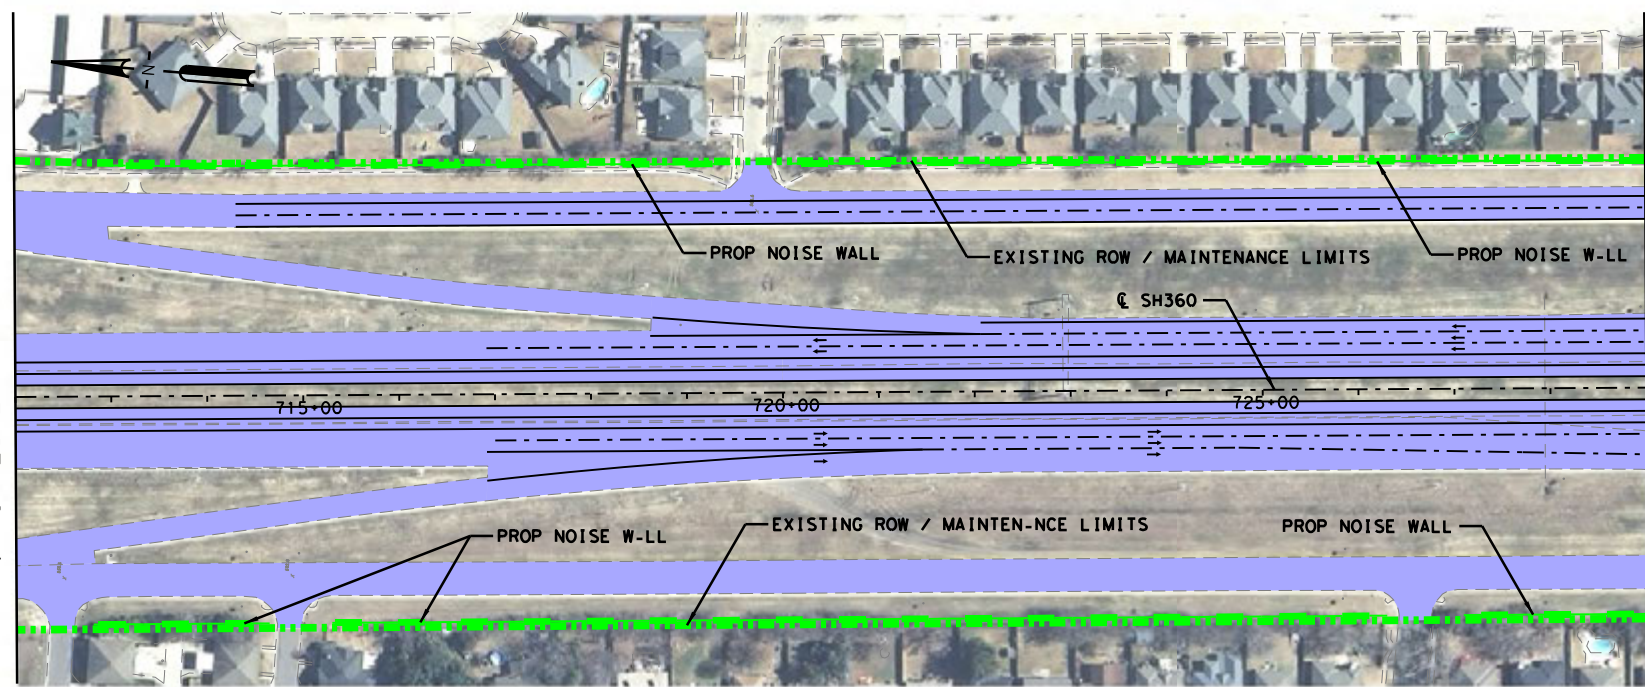 -N-
PROP NOISE WALL
EXISTING ROW / MAINTENANCE LIMITS
PROP NOISE W-LL
℄ SH360
715+00
720+00
725+00
PROP NOISE W-LL
EXISTING ROW / MAINTEN-NCE LIMITS
PROP NOISE WALL